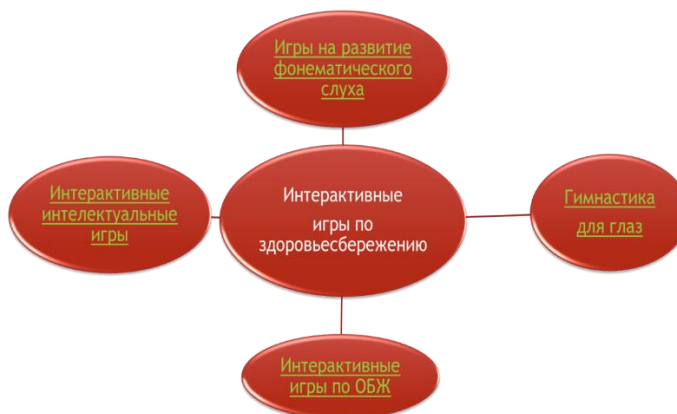 Игры на развитие
фонематического
слуха
Интерактивные
интелектуальные
игры
Интерактивные
игры по
здоровьесбережению
Гимнастика
для глаз
Интерактивные
игры по ОБЖ